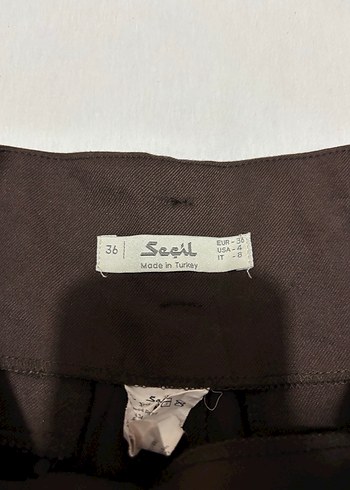 36
Seçil
Made in Turkey
EUR - 36
USA - 4
IT - 8